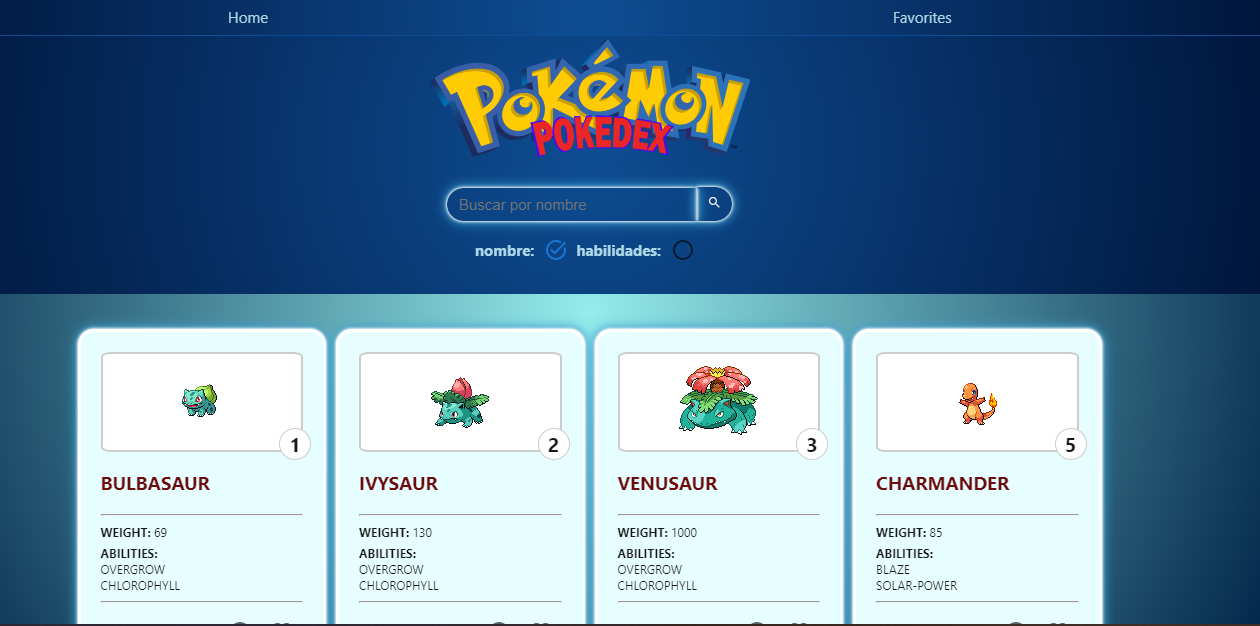 Home Favorites
POKéMON
POKEDEX
™
Buscar por nombre
nombre: habilidades:
1 2 3 5
BULBASAUR IVYSAUR VENUSAUR CHARMANDER
WEIGHT: 69 WEIGHT: 130 WEIGHT: 1000 WEIGHT: 85
ABILITIES: ABILITIES: ABILITIES: ABILITIES:
OVERGROW OVERGROW OVERGROW BLAZE
CHLOROPHYLL CHLOROPHYLL CHLOROPHYLL SOLAR-POWER